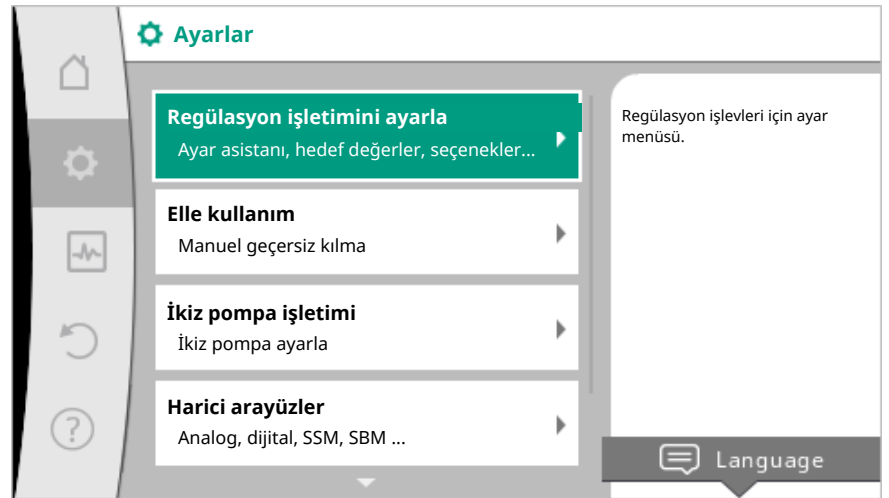 Ayarlar
Regülasyon işletimini ayarla
Ayar asistanı, hedef değerler, seçenekler...
Elle kullanım
Manuel geçersiz kılma
İkiz pompa işletimi
İkiz pompa ayarla
Harici arayüzler
Analog, dijital, SSM, SBM ...
Regülasyon işlevleri için ayar
menüsü.
Language